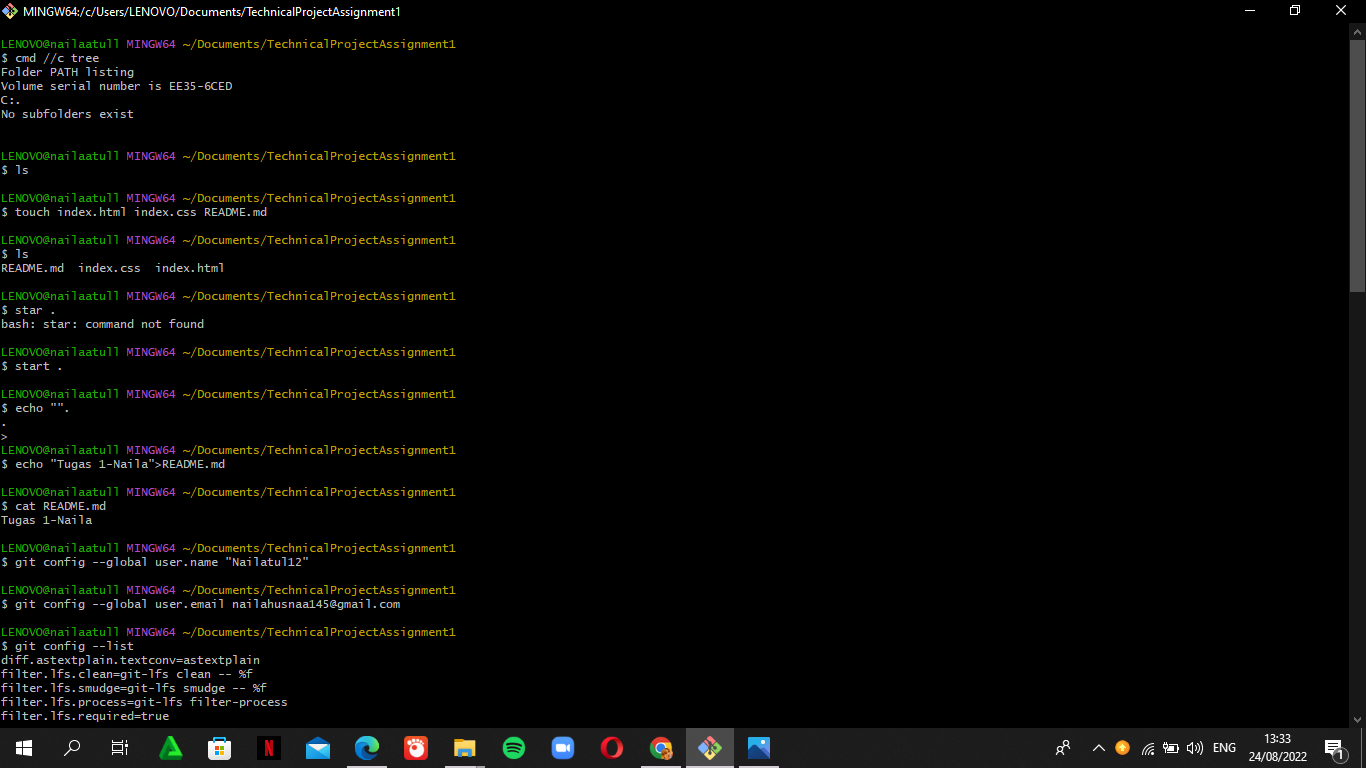 MINGW64:/c/Users/LENOVO/Documents/TechnicalProjectAssignment1
LENOVO@nailaatull MINGW64 ~/Documents/TechnicalProjectAssignment1
$ cmd //c tree
Folder PATH listing
Volume serial number is EE35-6CED
C:.
No subfolders exist
LENOVO@nailaatull MINGW64 ~/Documents/TechnicalProjectAssignment1
$ ls
LENOVO@nailaatull MINGW64 ~/Documents/TechnicalProjectAssignment1
$ touch index.html index.css README.md
LENOVO@nailaatull MINGW64 ~/Documents/TechnicalProjectAssignment1
$ ls
README.md  index.css  index.html
LENOVO@nailaatull MINGW64 ~/Documents/TechnicalProjectAssignment1
$ star .
bash: star: command not found
LENOVO@nailaatull MINGW64 ~/Documents/TechnicalProjectAssignment1
$ start .
LENOVO@nailaatull MINGW64 ~/Documents/TechnicalProjectAssignment1
$ echo "".
.
>
LENOVO@nailaatull MINGW64 ~/Documents/TechnicalProjectAssignment1
$ echo "Tugas 1-Naila">README.md
LENOVO@nailaatull MINGW64 ~/Documents/TechnicalProjectAssignment1
$ cat README.md
Tugas 1-Naila
LENOVO@nailaatull MINGW64 ~/Documents/TechnicalProjectAssignment1
$ git config --global user.name "Nailatul12"
LENOVO@nailaatull MINGW64 ~/Documents/TechnicalProjectAssignment1
$ git config --global user.email nailahusnaa145@gmail.com
LENOVO@nailaatull MINGW64 ~/Documents/TechnicalProjectAssignment1
$ git config --list
diff.astextplain.textconv=astextplain
filter.lfs.clean=git-lfs clean -- %f
filter.lfs.smudge=git-lfs smudge -- %f
filter.lfs.process=git-lfs filter-process
filter.lfs.required=true
N
ENG
13:33
24/08/2022
1